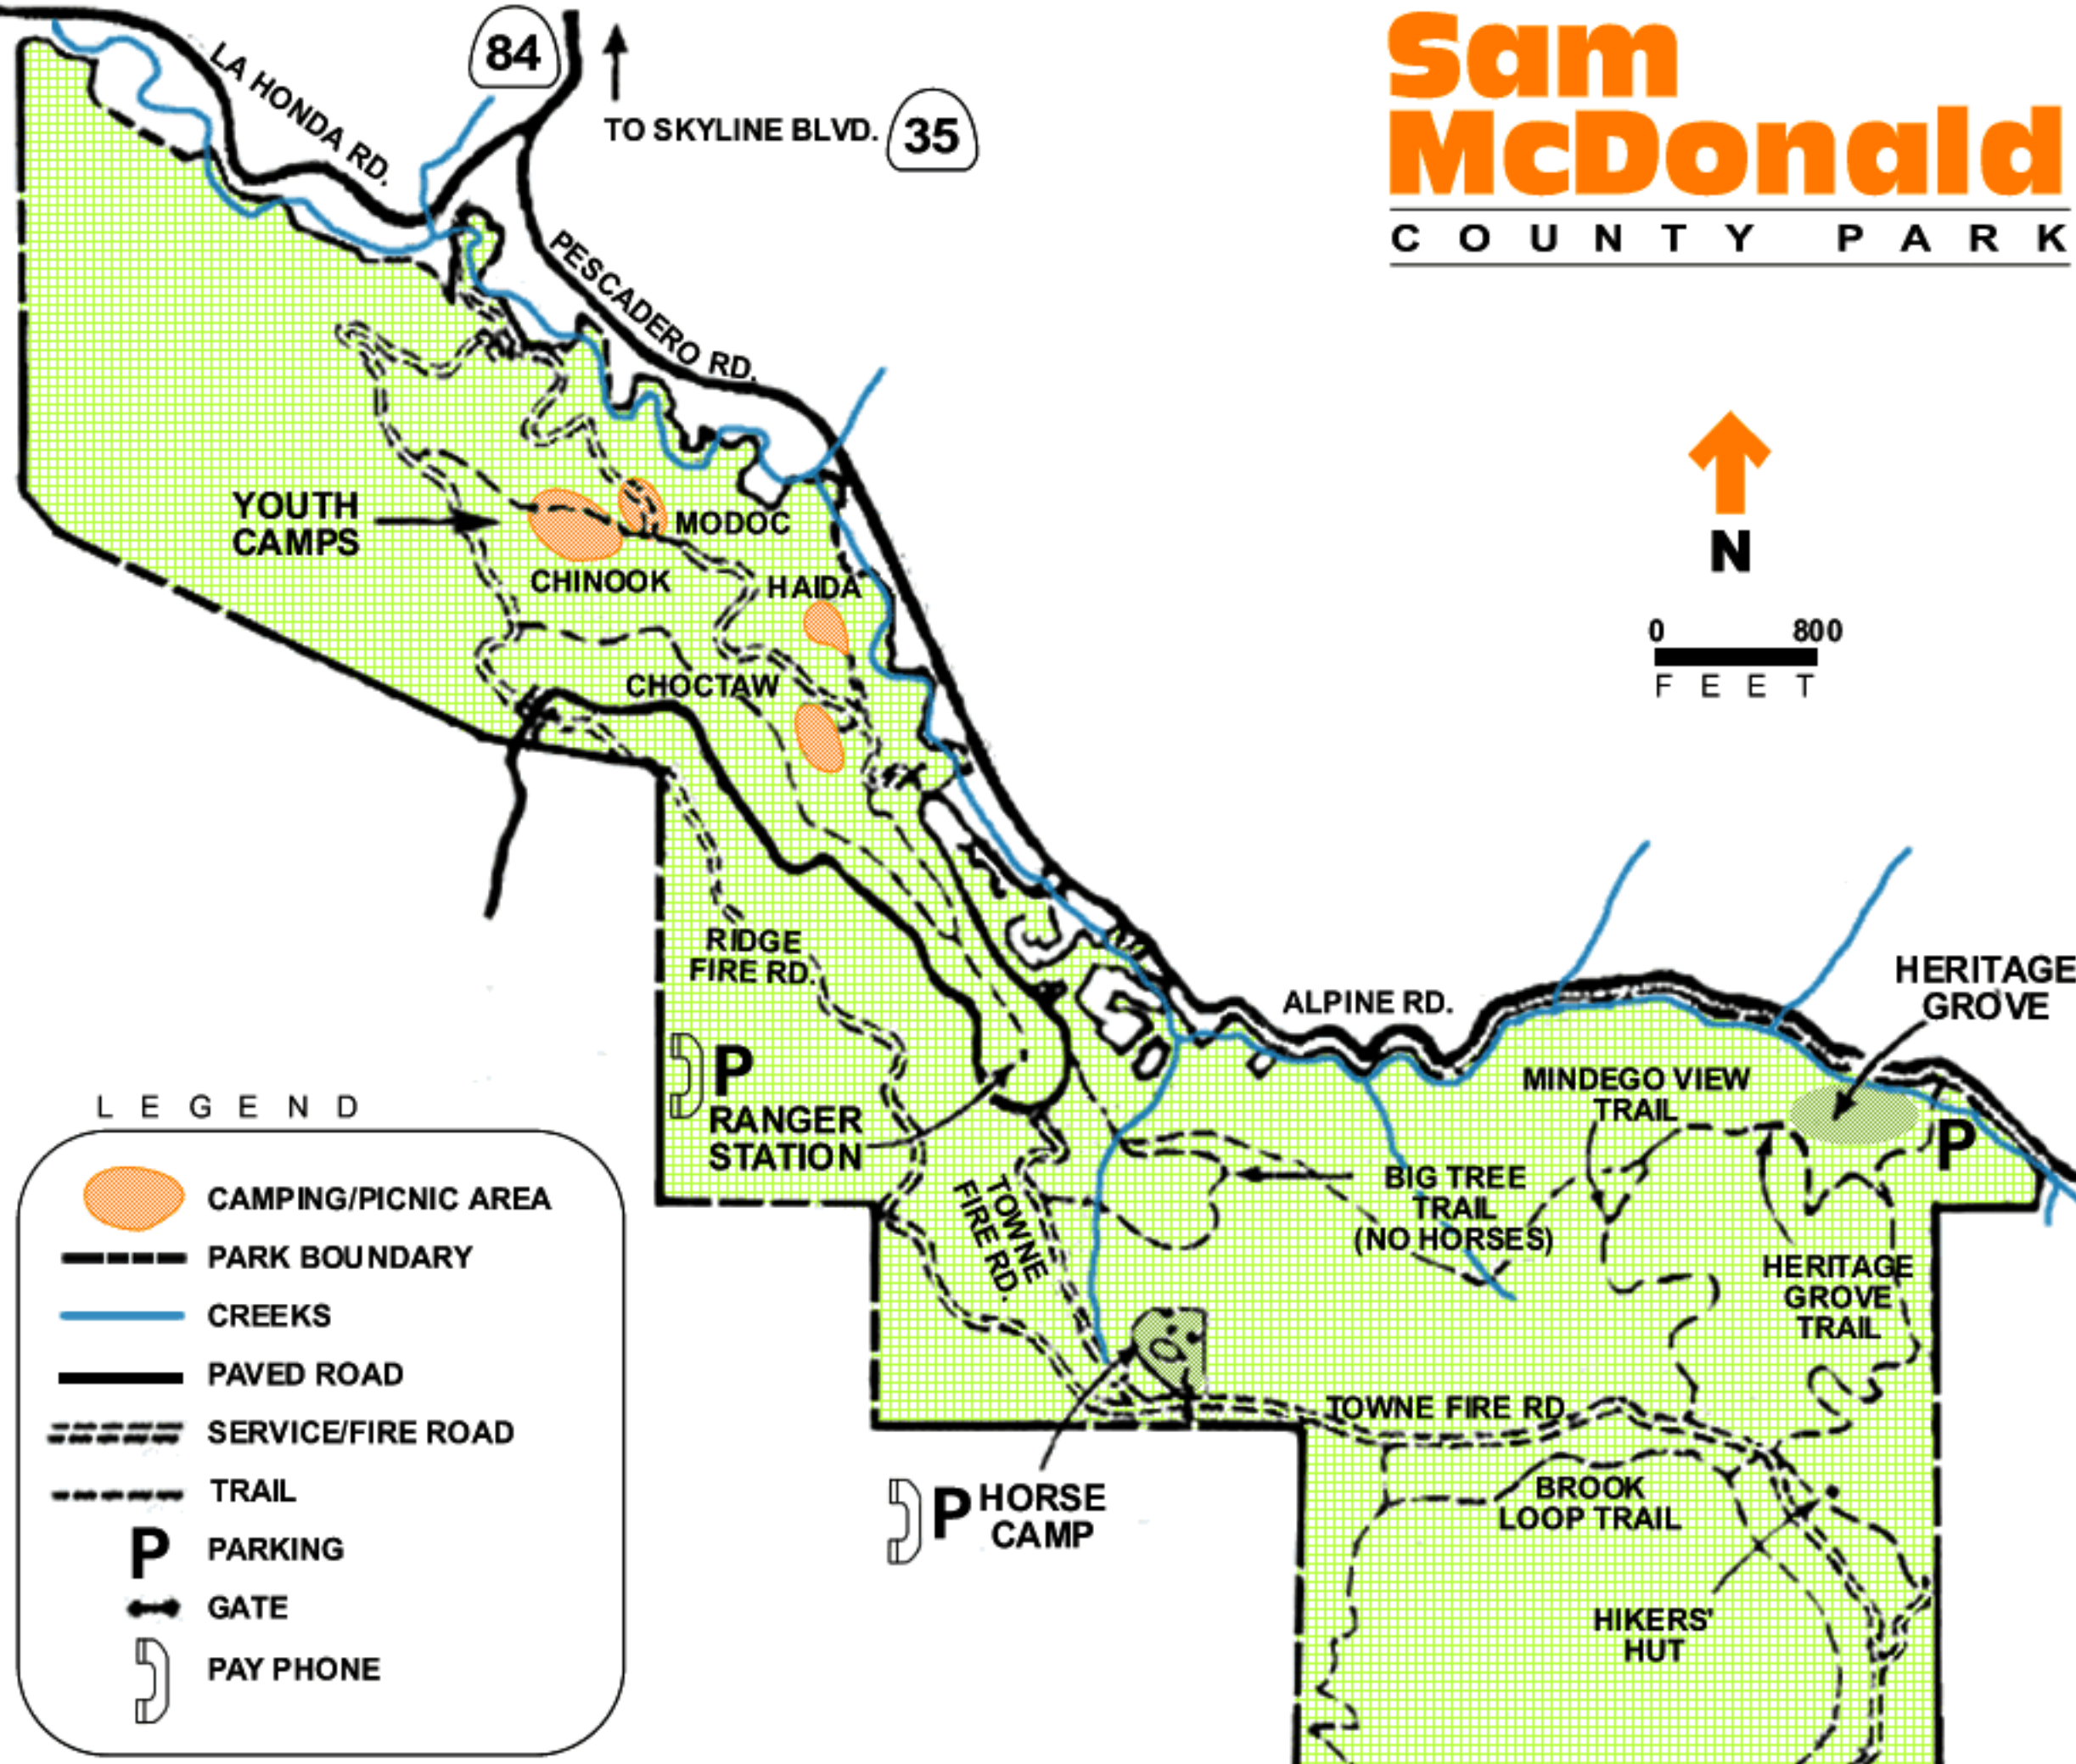 Sam
McDonald
COUNTY PARK
84
LA HONDA RD.
TO SKYLINE BLVD.
35
PESCADERO RD.
N
0 800
FEET
YOUTH
CAMPS
MODOC
CHINOOK
HAIDA
CHOCTAW
RIDGE
FIRE RD.
P
RANGER
STATION
ALPINE RD.
HERITAGE
GROVE
MINDEGO VIEW
TRAIL
P
BIG TREE
TRAIL
(NO HORSES)
TOWNE
FIRE RD.
HERITAGE
GROVE
TRAIL
TOWNE FIRE RD.
BROOK
LOOP TRAIL
P HORSE
CAMP
HIKERS'
HUT
LEGEND
CAMPING/PICNIC AREA
PARK BOUNDARY
CREEKS
PAVED ROAD
SERVICE/FIRE ROAD
TRAIL
P PARKING
GATE
PAY PHONE